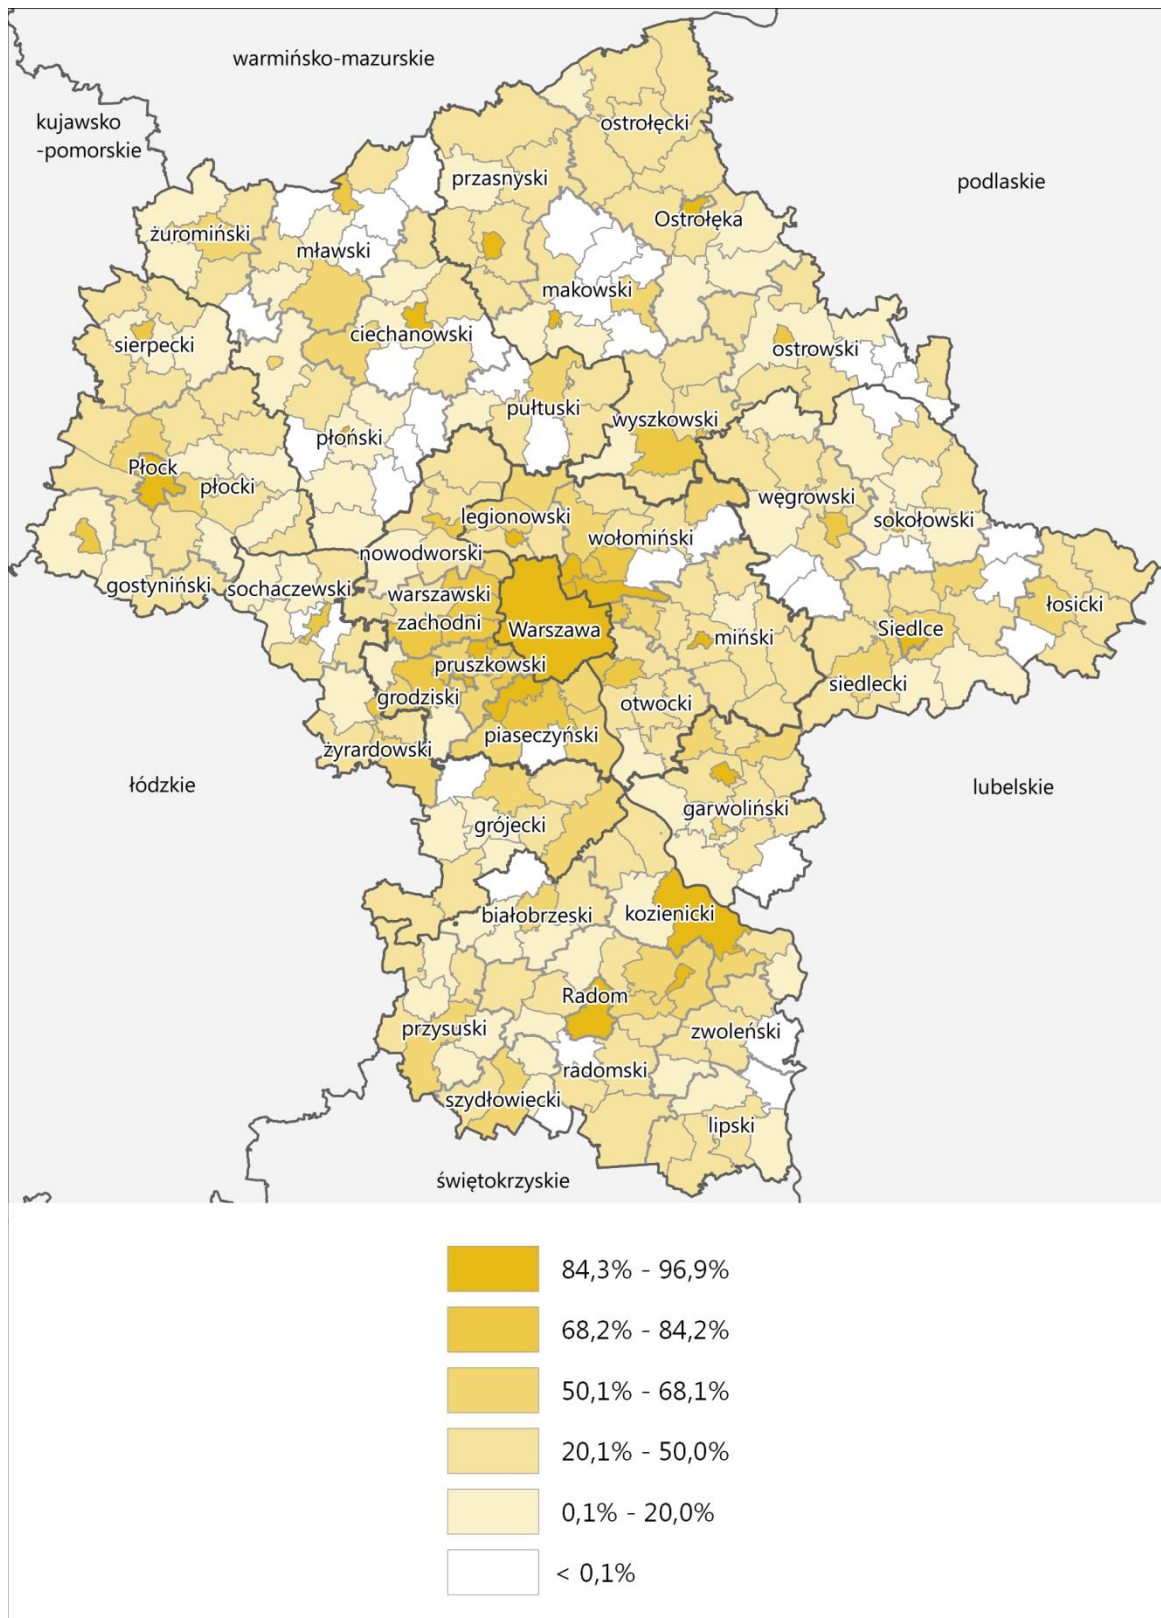 warmińsko-mazurskie
kujawsko
-pomorskie
ostrołęcki
przasnyski
podlaskie
Ostrołęka
żuromiński
mławski
makowski
ciechanowski
sierpecki
ostrowski
pułtuski
wyszkowski
płoński
Płock
płocki
węgrowski
legionowski
sokołowski
wołomiński
nowodworski
gostyniński
sochaczewski
warszawski
zachodni
łosicki
Warszawa
Siedlce
miński
pruszkowski
siedlecki
grodziski
otwocki
piaseczyński
żyrardowski
łódzkie
lubelskie
garwoliński
grójecki
białobrzeski
kozienicki
Radom
przysuski
zwoleński
radomski
szydłowiecki
lipski
świętokrzyskie
84,3% - 96,9%
68,2% - 84,2%
50,1% - 68,1%
20,1% - 50,0%
0,1% - 20,0%
< 0,1%